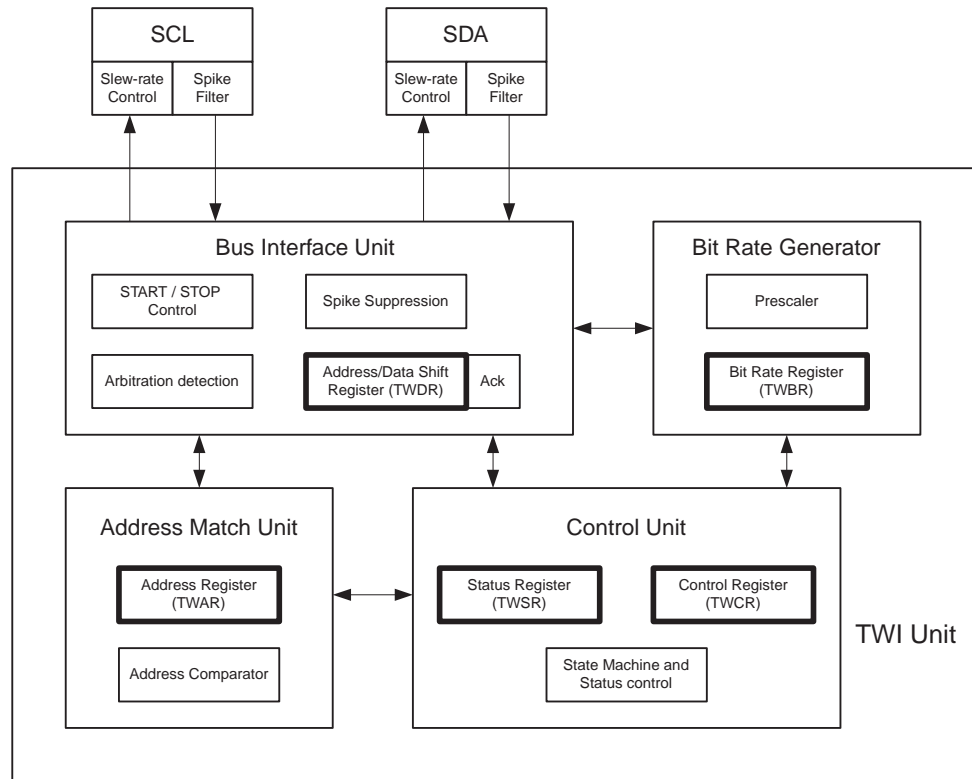 SCL
Slew-rate
Control
Spike
Filter
SDA
Slew-rate
Control
Spike
Filter
Bus Interface Unit
START / STOP
Control
Spike Suppression
Arbitration detection
Address/Data Shift
Register (TWDR)
Ack
Bit Rate Generator
Prescaler
Bit Rate Register
(TWBR)
Address Match Unit
Address Register
(TWAR)
Address Comparator
Control Unit
Status Register
(TWSR)
Control Register
(TWCR)
State Machine and
Status control
TWI Unit